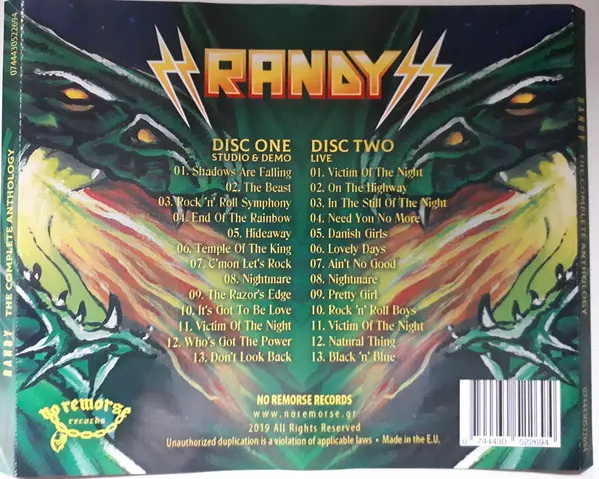 RANDY
DISC ONE
STUDIO & DEMO
01. Shadows Are Falling
02. The Beast
03. Rock 'n' Roll Symphony
04. End Of The Rainbow
05. Hideaway
06. Temple Of The King
07. C'mon Let's Rock
08. Nightmare
09. The Razor's Edge
10. It's Got To Be Love
11. Victim Of The Night
12. Who's Got The Power
13. Don't Look Back
DISC TWO
LIVE
01. Victim Of The Night
02. On The Highway
03. In The Still Of The Night
04. Need You No More
05. Danish Girls
06. Lovely Days
07. Ain't No Good
08. Nightmare
09. Pretty Girl
10. Rock 'n' Roll Boys
11. Victim Of The Night
12. Natural Thing
13. Black 'n' Blue
NO REMORSE RECORDS
www.noremorse.gr
2019 All Rights Reserved
Unauthorized duplication is a violation of applicable laws • Made in the E.U.
no remorse
records
0 744430 522694
RANDY THE COMPLETE ANTHOLOGY
0744430522694
RANDY THE COMPLETE ANTHOLOGY
0744430522694